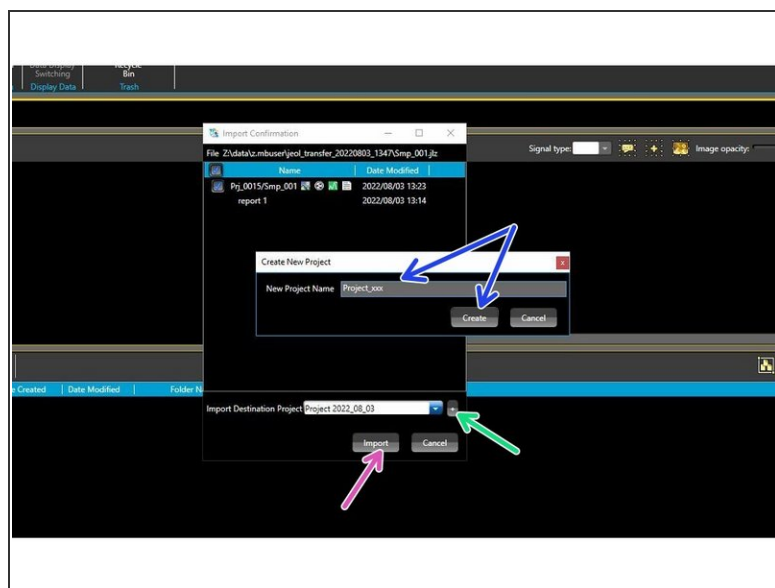 Data Display
Switching
Display Data
Recycle
Bin
Trash
Import Confirmation
File Z:\data\z.mbuser\jeol_transfer_20220803_1347\Smp_001.jlz
Name Date Modified
Prj_0015/Smp_001 2022/08/03 13:23
report 1 2022/08/03 13:14
Signal type:
Image opacity:
Create New Project
New Project Name Project_xxx
Create Cancel
Created Date Modified Folder N
Import Destination Project Project 2022_08_03
Import Cancel